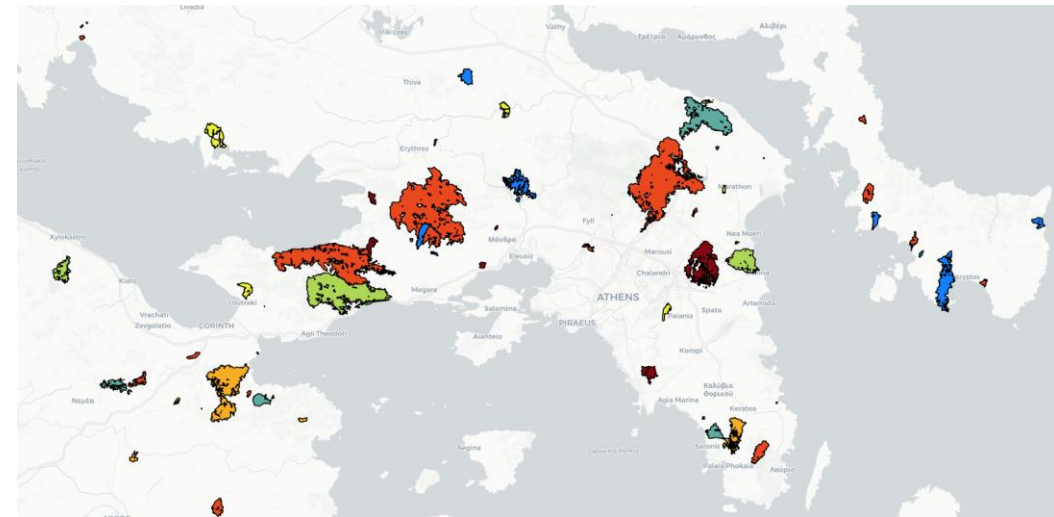 Livadia
Vathy
Αλιβέρι
Ερέτρια
Αμάρυνθος
Thiva
Erythres
Marathon
Xylokastro
Fyli
Nea Makri
Μάνδρα
Marousi
Eleusis
Kiato
Chalandri
Karystos
Megara
Loutraki
ATHENS
Artemida
Salamina
Spata
Vrachati
Paiania
Zevgolatio
CORINTH
PIRAEUS
Agii Theodori
Aianteio
Koropi
Καλύβια
Θορικού
Νεμέα
Agia Marina
Keratea
Aegina
Saronis
Palaia Phokaia
Λαύριο
ARGOS